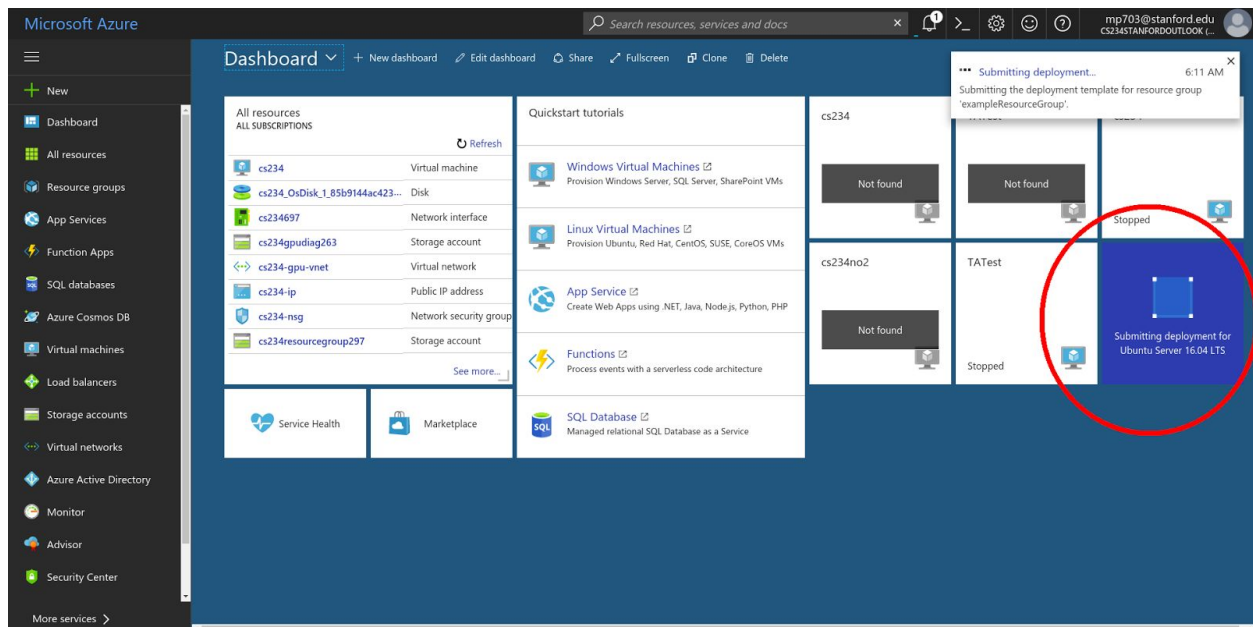 Microsoft Azure
Search resources, services and docs
1
mp703@stanford.edu
CS234STANFORDOUTLOOK (...
Dashboard
+ New dashboard
Edit dashboard
Share
Fullscreen
Clone
Delete
Submitting deployment...
6:11 AM
Submitting the deployment template for resource group
'exampleResourceGroup'.
New
Dashboard
All resources
Resource groups
App Services
Function Apps
SQL databases
Azure Cosmos DB
Virtual machines
Load balancers
Storage accounts
Virtual networks
Azure Active Directory
Monitor
Advisor
Security Center
More services
All resources
ALL SUBSCRIPTIONS
Refresh
cs234 Virtual machine
cs234_OsDisk_1_85b9144ac423... Disk
cs234697 Network interface
cs234gpudiag263 Storage account
cs234-gpu-vnet Virtual network
cs234-ip Public IP address
cs234-nsg Network security group
cs234resourcegroup297 Storage account
See more...
Service Health
Marketplace
Quickstart tutorials
Windows Virtual Machines
Provision Windows Server, SQL Server, SharePoint VMs
Linux Virtual Machines
Provision Ubuntu, Red Hat, CentOS, SUSE, CoreOS VMs
App Service
Create Web Apps using .NET, Java, Node.js, Python, PHP
Functions
Process events with a serverless code architecture
SQL
SQL Database
Managed relational SQL Database as a Service
cs234
Not found
Not found
Stopped
cs234no2
Not found
TATest
Stopped
Submitting deployment for
Ubuntu Server 16.04 LTS